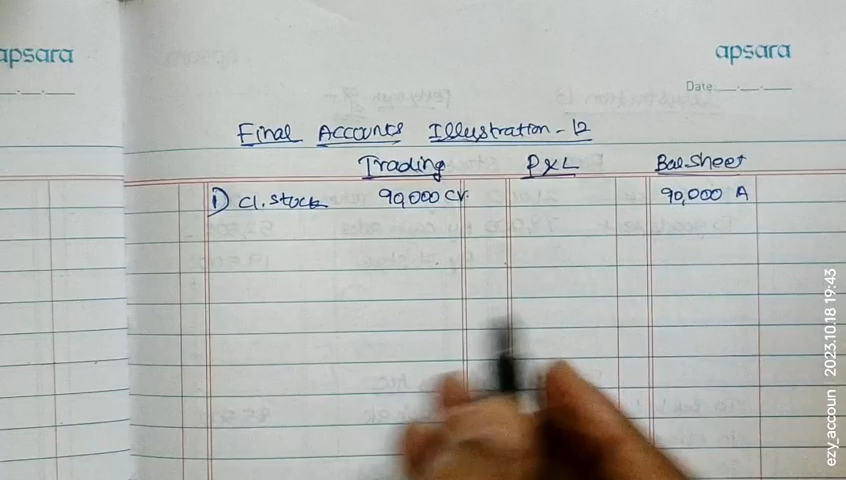 apsara
apsara
Date:
Final Accounts Illustration - 12
Trading P&L Bal Sheet
1) Cl. stock 90,000 Cr. 90,000 A
ezy_accoun 2023.10.18 19:43